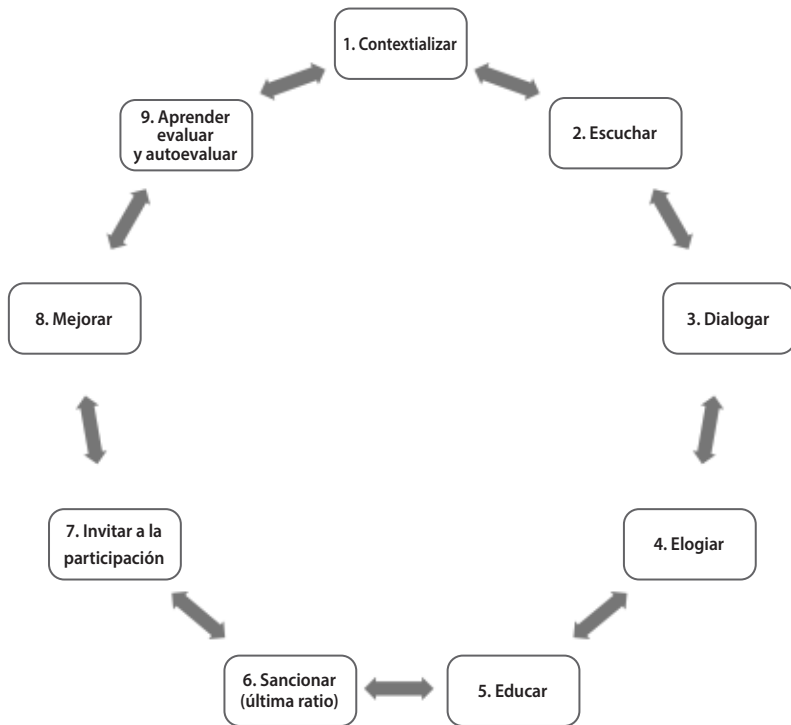 1. Contextializar
2. Escuchar
3. Dialogar
4. Elogiar
5. Educar
6. Sancionar
(última ratio)
7. Invitar a la
participación
8. Mejorar
9. Aprender
evaluar
y autoevaluar